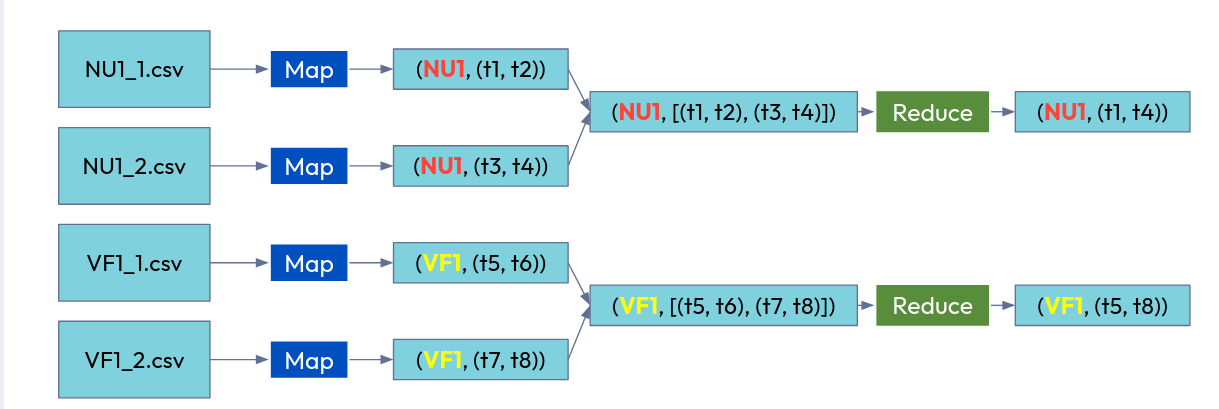 NU1_1.csv
Map
(NU1, (t1, t2))
NU1_2.csv
Map
(NU1, (t3, t4))
(NU1, [(t1, t2), (t3, t4)])
Reduce
(NU1, (t1, t4))
VF1_1.csv
Map
(VF1, (t5, t6))
VF1_2.csv
Map
(VF1, (t7, t8))
(VF1, [(t5, t6), (t7, t8)])
Reduce
(VF1, (t5, t8))